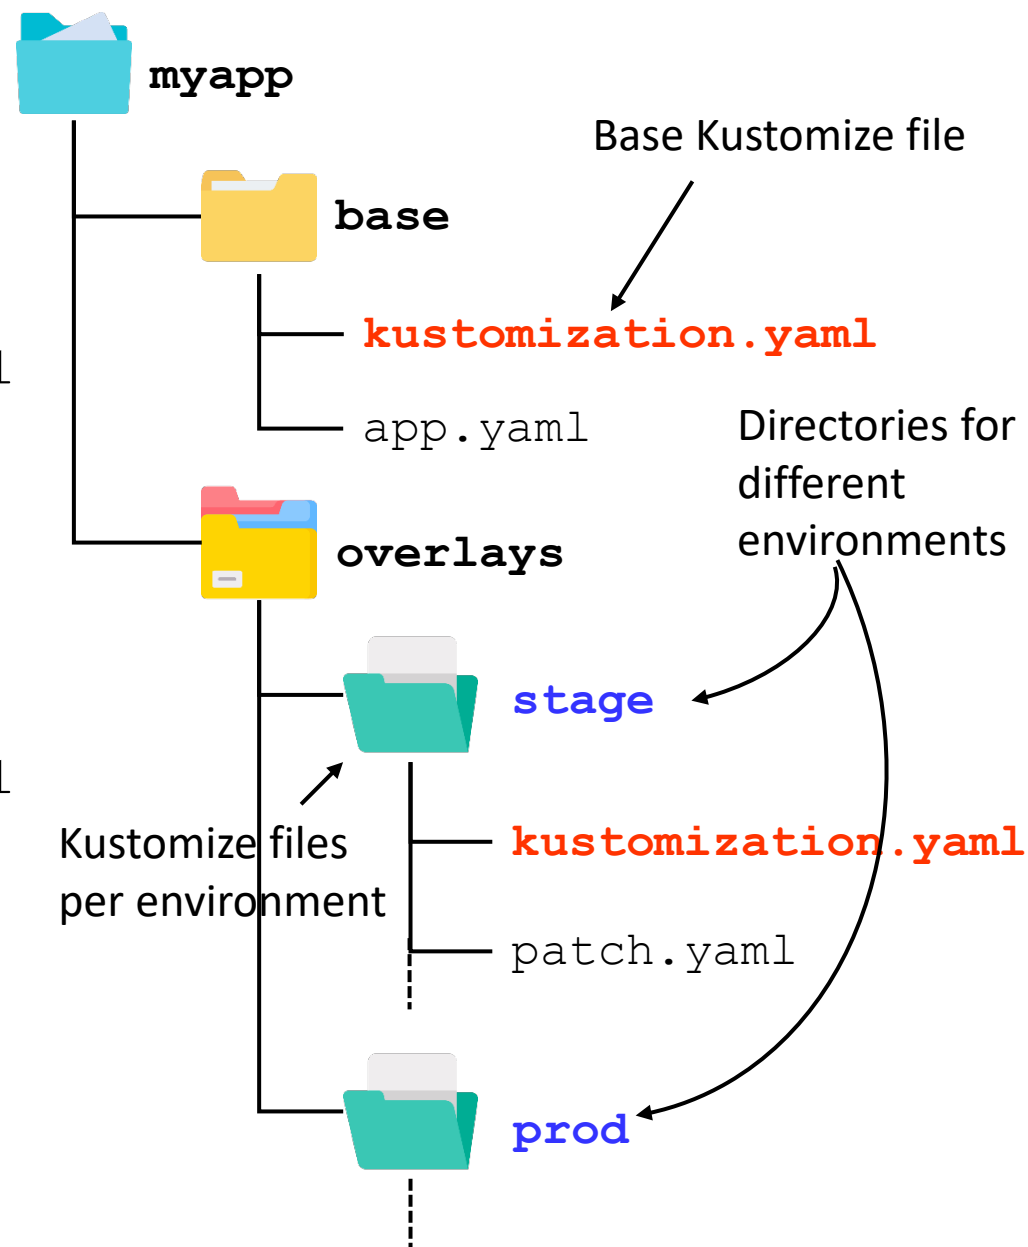 myapp
Base Kustomize file
base
kustomization.yaml
l
app.yaml
Directories for
different
environments
overlays
stage
l
Kustomize files
per environment
kustomization.yaml
patch.yaml
prod